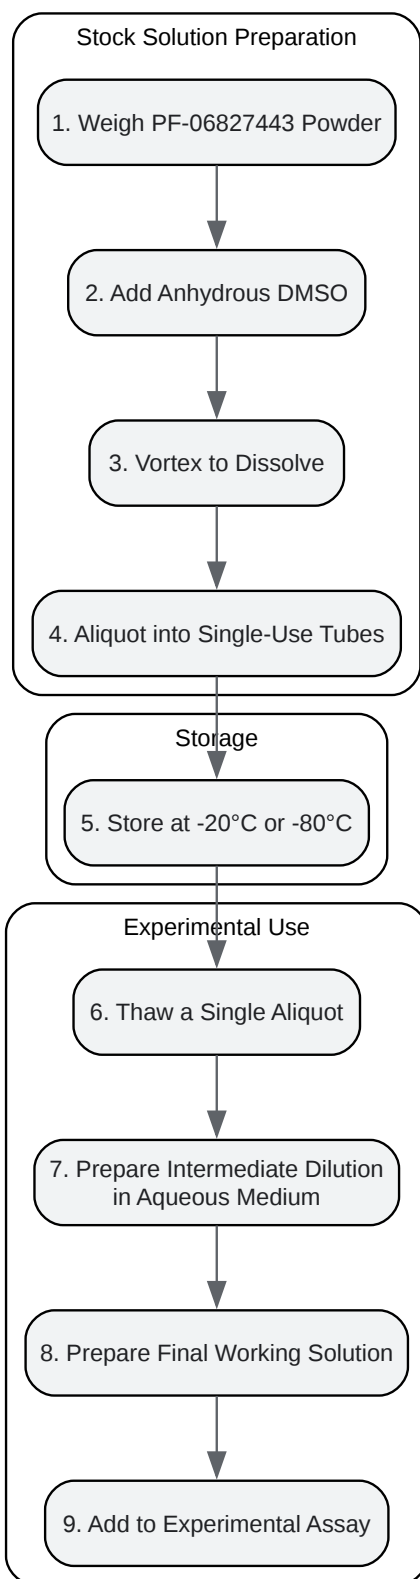 Stock Solution Preparation
1. Weigh PF-06827443 Powder
2. Add Anhydrous DMSO
3. Vortex to Dissolve
4. Aliquot into Single-Use Tubes
Storage
5. Store at -20°C or -80°C
Experimental Use
6. Thaw a Single Aliquot
7. Prepare Intermediate Dilution
in Aqueous Medium
8. Prepare Final Working Solution
9. Add to Experimental Assay